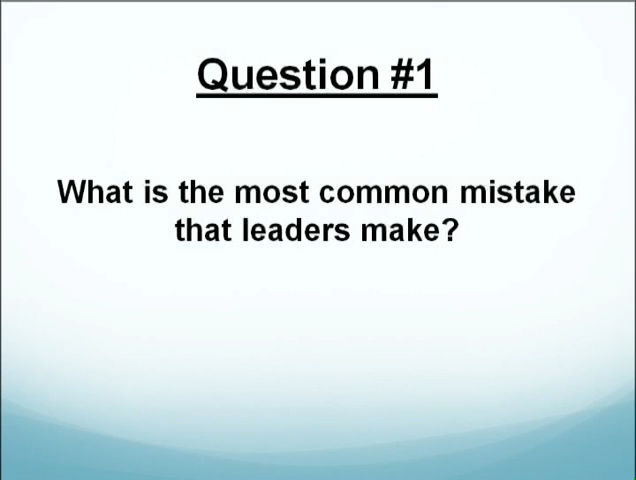 Question #1
What is the most common mistake
that leaders make?